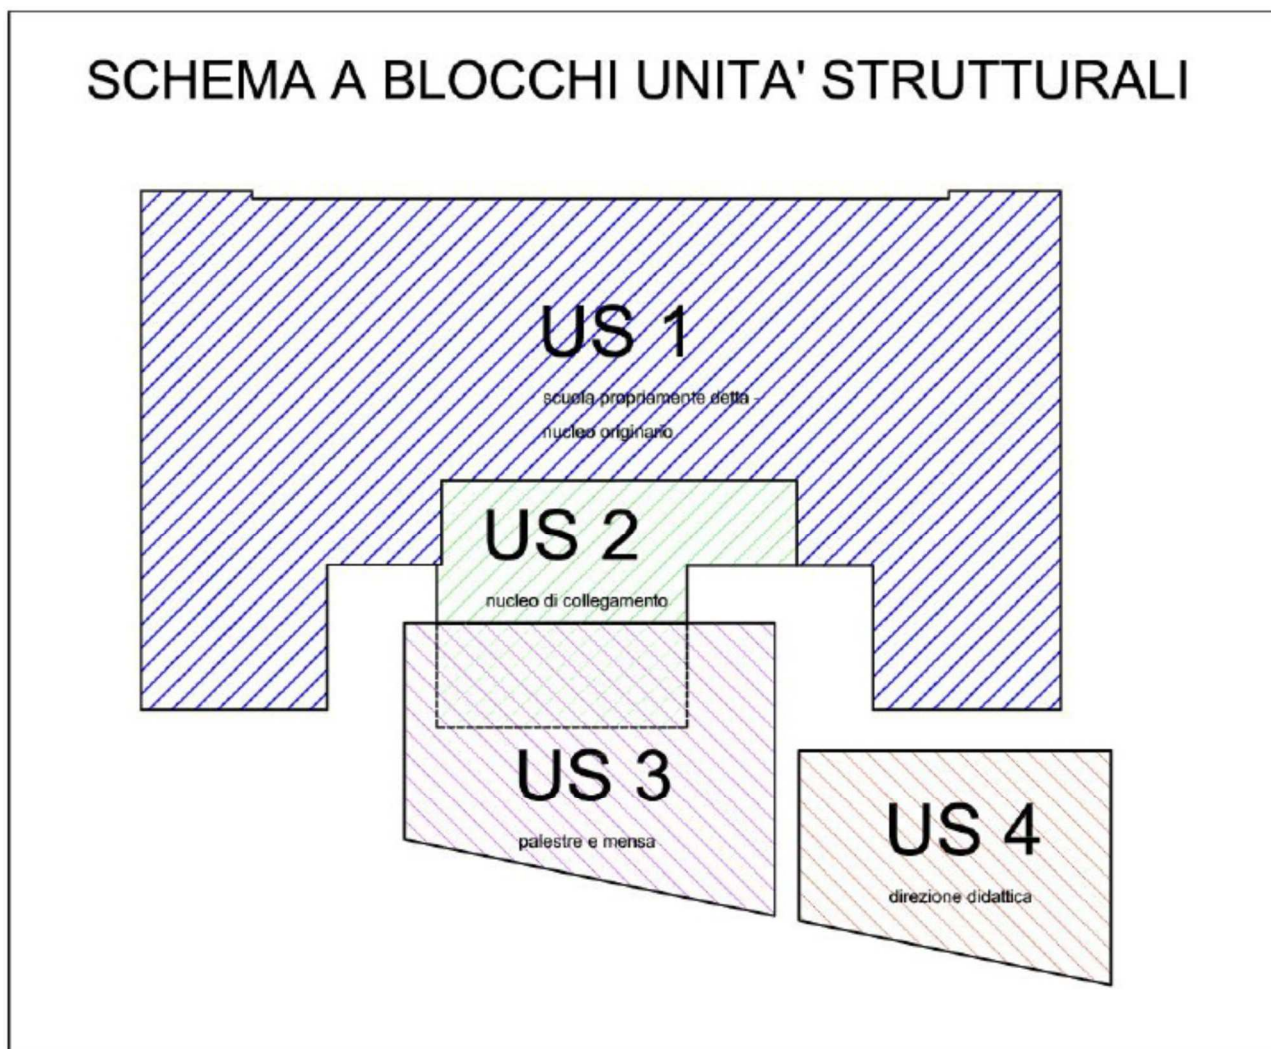 SCHEMA A BLOCCHI UNITA' STRUTTURALI
US 1
scuola propriamente detta -
nucleo originario
US 2
nucleo di collegamento
US 3
palestre e mensa
US 4
direzione didattica